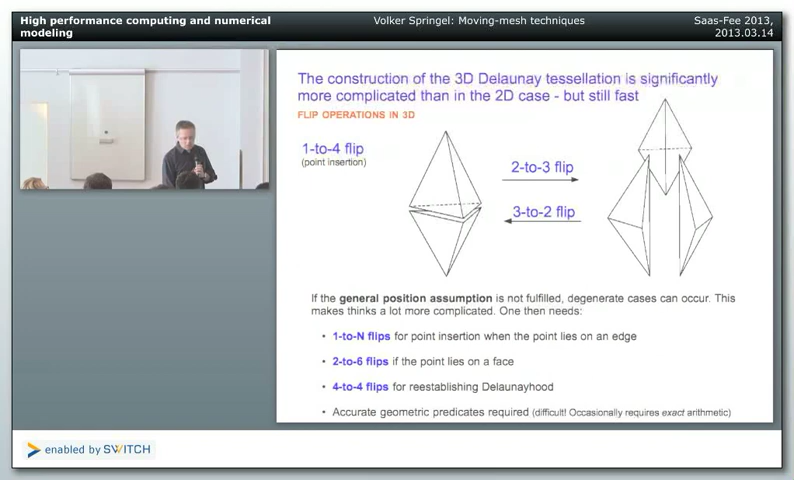 High performance computing and numerical
modeling
Volker Springel: Moving-mesh techniques
Saas-Fee 2013,
2013.03.14
The construction of the 3D Delaunay tessellation is significantly
more complicated than in the 2D case - but still fast
FLIP OPERATIONS IN 3D
1-to-4 flip
(point insertion)
2-to-3 flip
3-to-2 flip
If the general position assumption is not fulfilled, degenerate cases can occur. This
makes thinks a lot more complicated. One then needs:
• 1-to-N flips for point insertion when the point lies on an edge
• 2-to-6 flips if the point lies on a face
• 4-to-4 flips for reestablishing Delaunayhood
• Accurate geometric predicates required (difficult! Occasionally requires exact arithmetic)
enabled by SWITCH